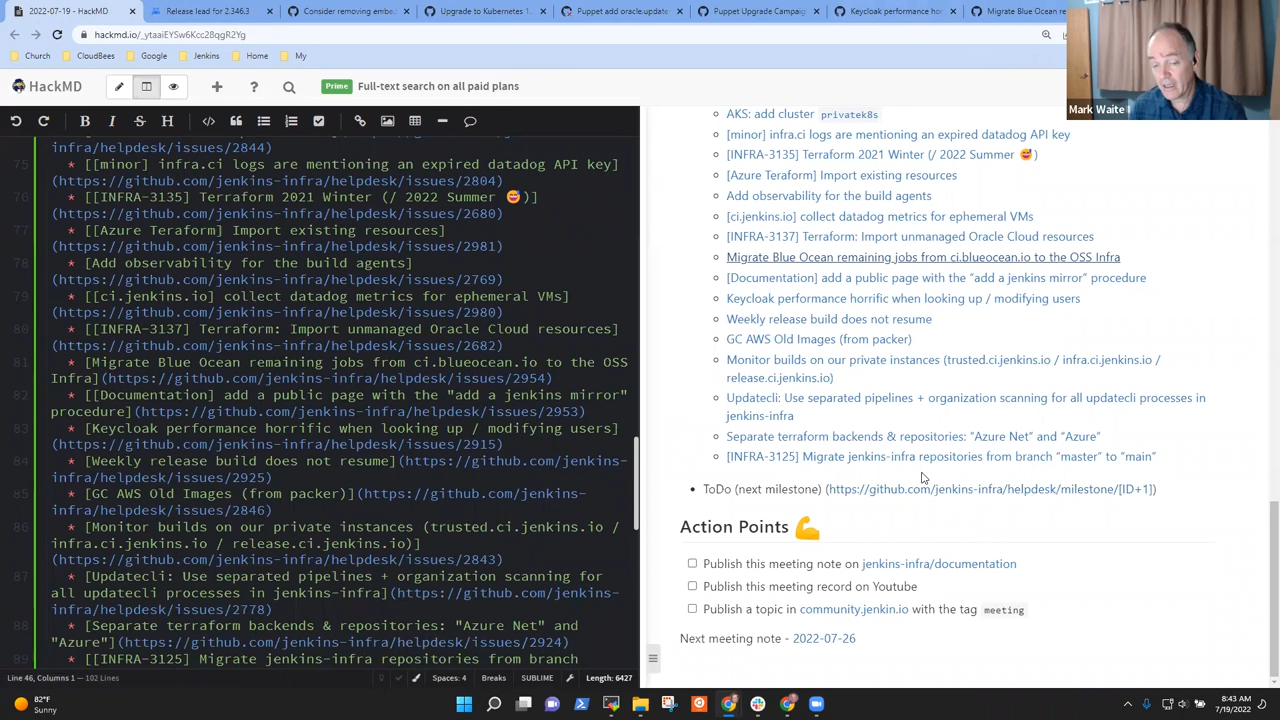 2022-07-19 / HackMD
Release 2.346.2 · jenkins
Upgrade to Kubernetes 1.
Puppet agent
Update
2.346.3
jenkins
hackmd.io/_ytaaiEYSw6Kcc28qgR2Yg
Church
CloudBees
Google
Jenkins
Git
Plugins
Home
My
HackMD
Prime
Full-text search on all paid plans
Mark Waite
infra/helpdesk/issues/2844)
75 * [[minor] infra.ci logs are mentioning an expired datadog API key]
(https://github.com/jenkins-infra/helpdesk/issues/2804)
76 * [[INFRA-3135] Terraform 2021 Winter (/ 2022 Summer 😅 )]
(https://github.com/jenkins-infra/helpdesk/issues/2680)
77 * [[Azure Teraform] Import existing resources]
(https://github.com/jenkins-infra/helpdesk/issues/2981)
78 * [Add observability for the build agents]
(https://github.com/jenkins-infra/helpdesk/issues/2769)
79 * [[ci.jenkins.io] collect datadog metrics for ephemeral VMs]
(https://github.com/jenkins-infra/helpdesk/issues/2980)
80 * [[INFRA-3137] Terraform: Import unmanaged Oracle Cloud resources]
(https://github.com/jenkins-infra/helpdesk/issues/2682)
81 * [Migrate Blue Ocean remaining jobs from ci.blueocean.io to the OSS
Infra](https://github.com/jenkins-infra/helpdesk/issues/2954)
82 * [[Documentation] add a public page with the "add a jenkins mirror"
procedure](https://github.com/jenkins-infra/helpdesk/issues/2953)
83 * [Keycloak performance horrific when looking up / modifying users]
(https://github.com/jenkins-infra/helpdesk/issues/2915)
84 * [Weekly release build does not resume]
(https://github.com/jenkins-infra/helpdesk/issues/2925)
85 * [GC AWS Old Images (from packer)](https://github.com/jenkins-
infra/helpdesk/issues/2846)
86 * [Monitor builds on our private instances (trusted.ci.jenkins.io /
infra.ci.jenkins.io / release.ci.jenkins.io)]
(https://github.com/jenkins-infra/helpdesk/issues/2843)
87 * [Updatecli: Use separated pipelines + organization scanning for
all updatecli processes in jenkins-infra](https://github.com/jenkins-
infra/helpdesk/issues/2778)
88 * [Separate terraform backends & repositories: "Azure Net" and
"Azure"](https://github.com/jenkins-infra/helpdesk/issues/2924)
89 * [[INFRA-3125] Migrate jenkins-infra repositories from branch
Line 46, Columns 1 — 102 Lines
Spaces: 4
Breaks
SUBLIME
Length: 6427
AKS: add cluster privatek8s
[minor] infra.ci logs are mentioning an expired datadog API key
[INFRA-3135] Terraform 2021 Winter (/ 2022 Summer 😅 )
[Azure Teraform] Import existing resources
Add observability for the build agents
[ci.jenkins.io] collect datadog metrics for ephemeral VMs
[INFRA-3137] Terraform: Import unmanaged Oracle Cloud resources
Migrate Blue Ocean remaining jobs from ci.blueocean.io to the OSS Infra
[Documentation] add a public page with the “add a jenkins mirror” procedure
Keycloak performance horrific when looking up / modifying users
Weekly release build does not resume
GC AWS Old Images (from packer)
Monitor builds on our private instances (trusted.ci.jenkins.io / infra.ci.jenkins.io /
release.ci.jenkins.io)
Updatecli: Use separated pipelines + organization scanning for all updatecli processes in
jenkins-infra
Separate terraform backends & repositories: “Azure Net” and “Azure”
[INFRA-3125] Migrate jenkins-infra repositories from branch “master” to “main”
ToDo (next milestone) (https://github.com/jenkins-infra/helpdesk/milestone/[ID+1])
Action Points 💪
Publish this meeting note on jenkins-infra/documentation
Publish this meeting record on Youtube
Publish a topic in community.jenkin.io with the tag meeting
Next meeting note - 2022-07-26
82°F
Sunny
8:43 AM
7/19/2022